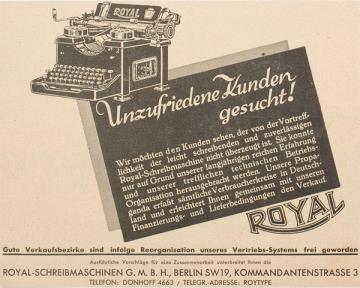 ROYAL
Unzufriedene Kunden
gesucht!
Wir möchten den Kunden sehen, der von der Vortreff-
lichkeit der leicht schreibenden und zuverlässigen
Royal-Schreibmaschine nicht überzeugt ist. Sie konnte
nur auf Grund unserer langjährigen reichen Erfahrung
und unserer trefflichen technischen Betriebs-
Organisation herausgebracht werden. Unsere Propa-
ganda erfaßt sämtliche Verbraucherkreise in Deutsch-
land und erleichtert Ihnen gemeinsam mit unseren
Finanzierungs- und Lieferbedingungen den Verkauf.
ROYAL
Gute Verkaufsbezirke sind infolge Reorganisation unseres Vertriebs-Systems frei geworden
Ausführliche Vorschläge für eine Zusammenarbeit unterbreitet Ihnen die
ROYAL-SCHREIBMASCHINEN G. M. B. H., BERLIN SW19, KOMMANDANTENSTRASSE 3
TELEFON: DONHOFF 4663 / TELEGR.-ADRESSE: ROYTYPE